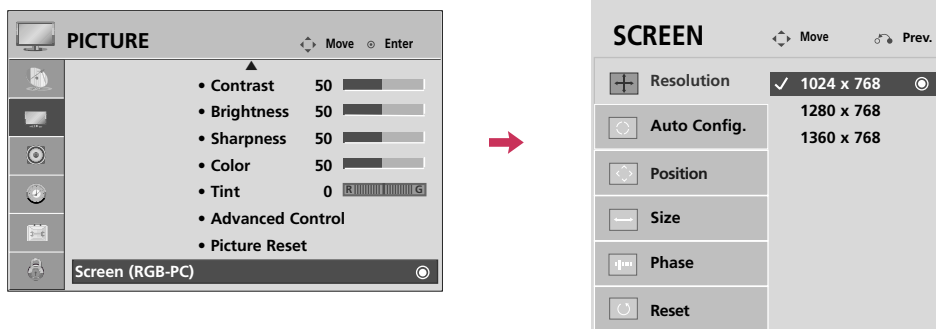 PICTURE Move Enter
• Contrast 50
• Brightness 50
• Sharpness 50
• Color 50
• Tint 0 R G
• Advanced Control
• Picture Reset
Screen (RGB-PC)
SCREEN Move Prev.
Resolution
Auto Config.
Position
Size
Phase
Reset
✓ 1024 x 768
1280 x 768
1360 x 768